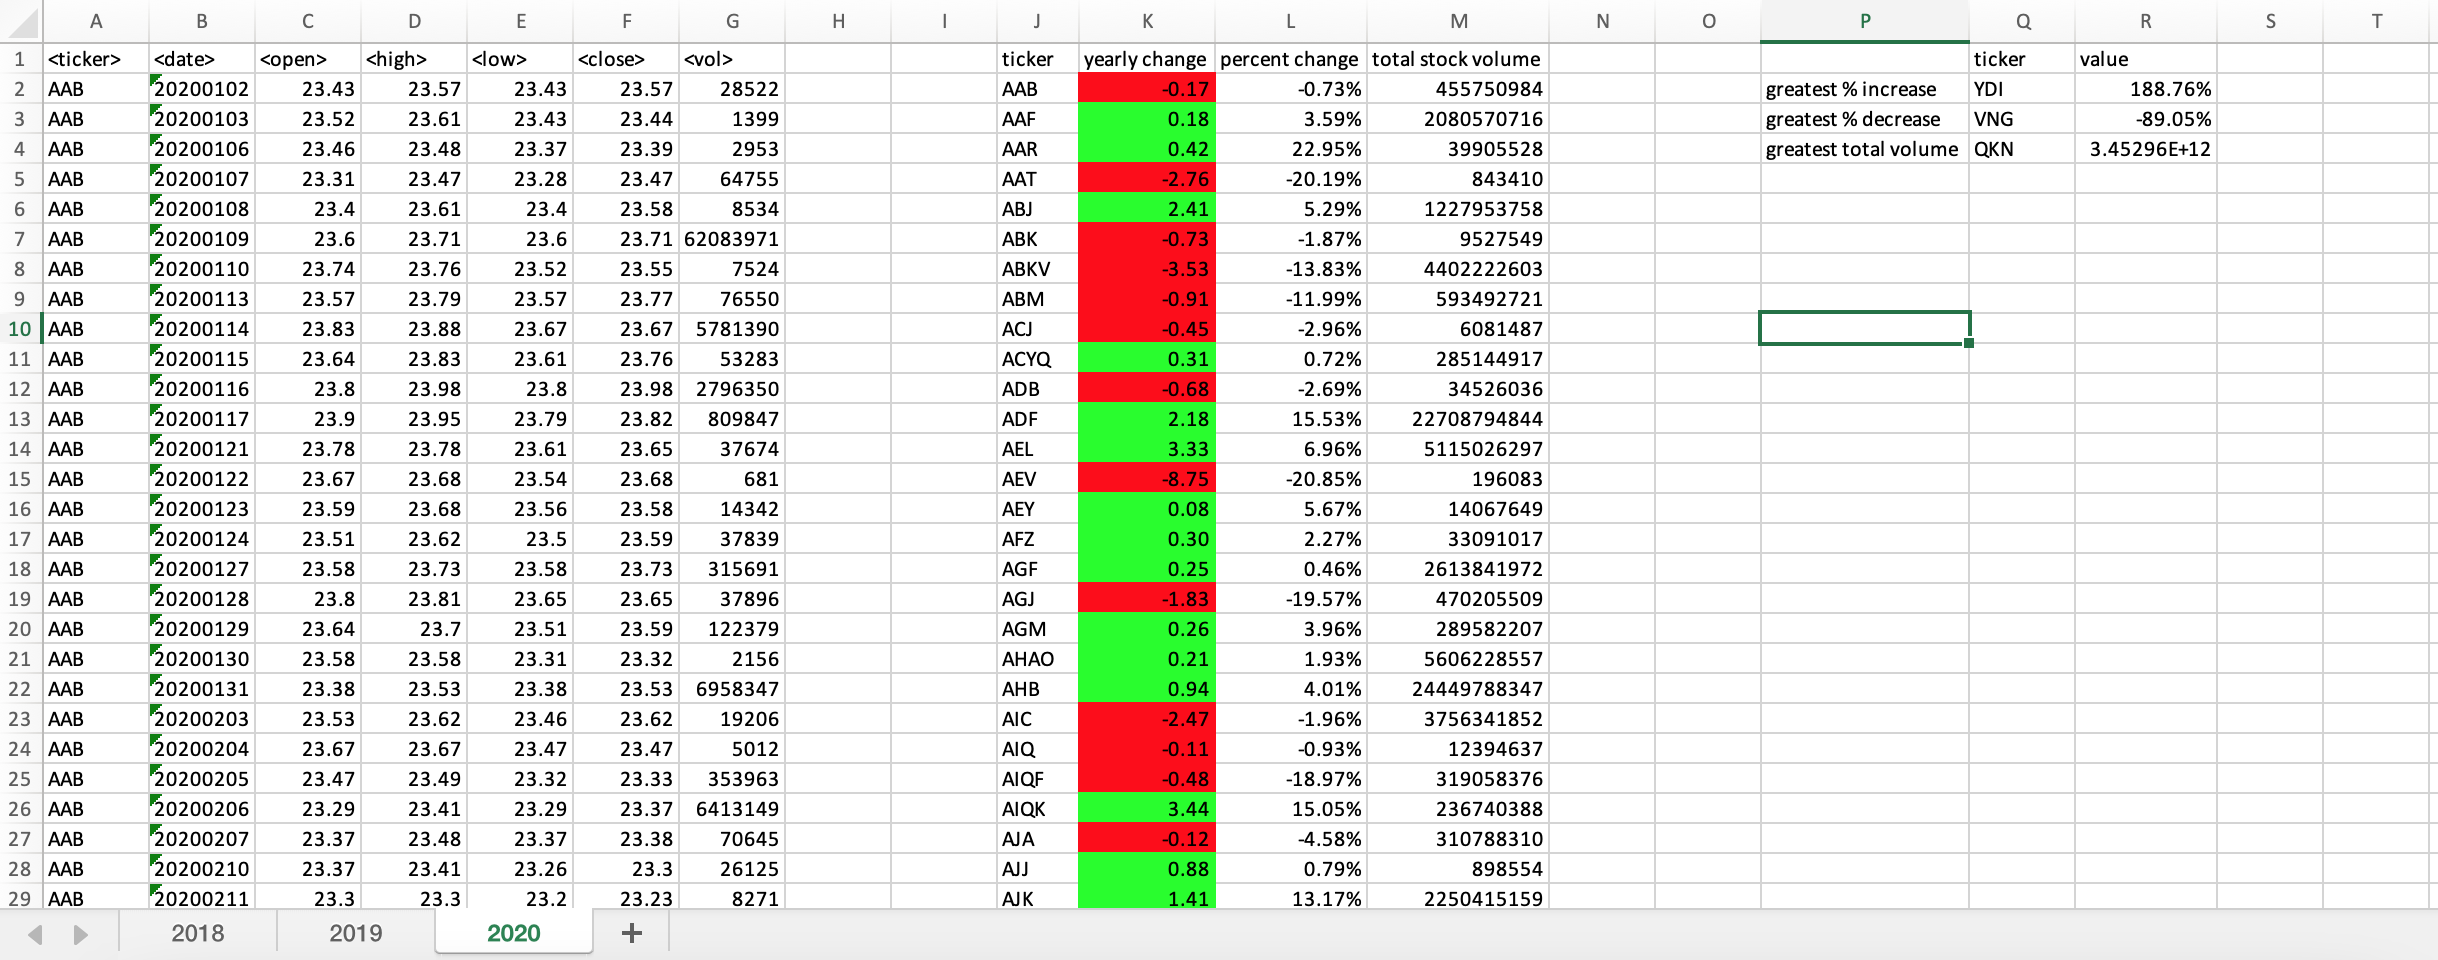 A B C D E F G H I J K L M N O P Q R S T
1 <ticker> <date> <open> <high> <low> <close> <vol> ticker yearly change percent change total stock volume ticker value
2 AAB 20200102 23.43 23.57 23.43 23.57 28522 AAB -0.17 -0.73% 455750984 greatest % increase YDI 188.76%
3 AAB 20200103 23.52 23.61 23.43 23.44 1399 AAF 0.18 3.59% 2080570716 greatest % decrease VNG -89.05%
4 AAB 20200106 23.46 23.48 23.37 23.39 2953 AAR 0.42 22.95% 39905528 greatest total volume QKN 3.45296E+12
5 AAB 20200107 23.31 23.47 23.28 23.47 64755 AAT -2.76 -20.19% 843410
6 AAB 20200108 23.4 23.61 23.4 23.58 8534 ABJ 2.41 5.29% 1227953758
7 AAB 20200109 23.6 23.71 23.6 23.71 62083971 ABK -0.73 -1.87% 9527549
8 AAB 20200110 23.74 23.76 23.52 23.55 7524 ABKV -3.53 -13.83% 4402222603
9 AAB 20200113 23.57 23.79 23.57 23.77 76550 ABM -0.91 -11.99% 593492721
10 AAB 20200114 23.83 23.88 23.67 23.67 5781390 ACJ -0.45 -2.96% 6081487
11 AAB 20200115 23.64 23.83 23.61 23.76 53283 ACYQ 0.31 0.72% 285144917
12 AAB 20200116 23.8 23.98 23.8 23.98 2796350 ADB -0.68 -2.69% 34526036
13 AAB 20200117 23.9 23.95 23.79 23.82 809847 ADF 2.18 15.53% 22708794844
14 AAB 20200121 23.78 23.78 23.61 23.65 37674 AEL 3.33 6.96% 5115026297
15 AAB 20200122 23.67 23.68 23.54 23.68 681 AEV -8.75 -20.85% 196083
16 AAB 20200123 23.59 23.68 23.56 23.58 14342 AEY 0.08 5.67% 14067649
17 AAB 20200124 23.51 23.62 23.5 23.59 37839 AFZ 0.30 2.27% 33091017
18 AAB 20200127 23.58 23.73 23.58 23.73 315691 AGF 0.25 0.46% 2613841972
19 AAB 20200128 23.8 23.81 23.65 23.65 37896 AGJ -1.83 -19.57% 470205509
20 AAB 20200129 23.64 23.7 23.51 23.59 122379 AGM 0.26 3.96% 289582207
21 AAB 20200130 23.58 23.58 23.31 23.32 2156 AHAO 0.21 1.93% 5606228557
22 AAB 20200131 23.38 23.53 23.38 23.53 6958347 AHB 0.94 4.01% 24449788347
23 AAB 20200203 23.53 23.62 23.46 23.62 19206 AIC -2.47 -1.96% 3756341852
24 AAB 20200204 23.67 23.67 23.47 23.47 5012 AIQ -0.11 -0.93% 12394637
25 AAB 20200205 23.47 23.49 23.32 23.33 353963 AIQF -0.48 -18.97% 319058376
26 AAB 20200206 23.29 23.41 23.29 23.37 6413149 AIQK 3.44 15.05% 236740388
27 AAB 20200207 23.37 23.48 23.37 23.38 70645 AJA -0.12 -4.58% 310788310
28 AAB 20200210 23.37 23.41 23.26 23.3 26125 AJJ 0.88 0.79% 898554
29 AAB 20200211 23.3 23.3 23.2 23.23 8271 AJK 1.41 13.17% 2250415159
2018 2019 2020 +